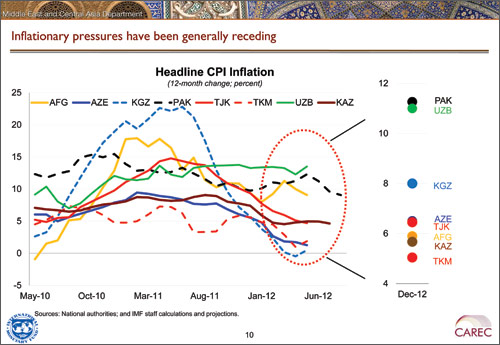 Middle East and Central Asia Department
Inflationary pressures have been generally receding
Headline CPI Inflation
(12-month change; percent)
AFG AZE KGZ PAK TJK TKM UZB KAZ
25
20
15
10
5
0
-5
May-10 Oct-10 Mar-11 Aug-11 Jan-12 Jun-12
12
10
8
6
4
PAK
UZB
KGZ
AZE
TJK
AFG
KAZ
TKM
Dec-12
Sources: National authorities; and IMF staff calculations and projections.
10
CAREC